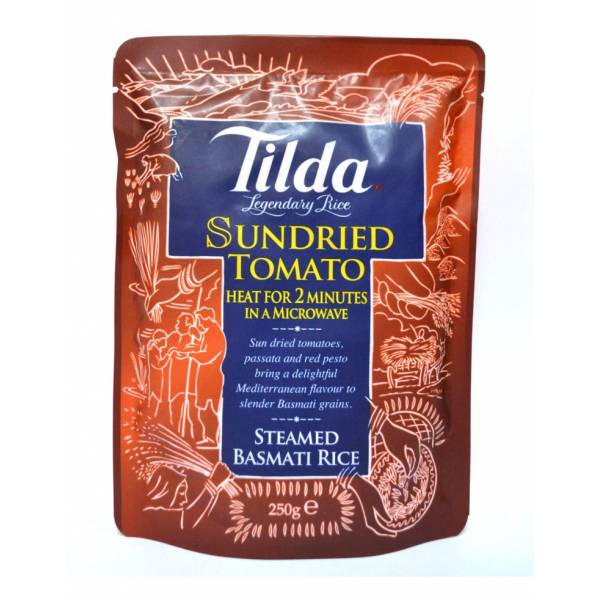 Tilda
Legendary Rice
SUNDRIED
TOMATO
HEAT FOR 2 MINUTES
IN A MICROWAVE
Sun dried tomatoes,
passata and red pesto
bring a delightful
Mediterranean flavour to
slender Basmati grains.
STEAMED
BASMATI RICE
250g ℮